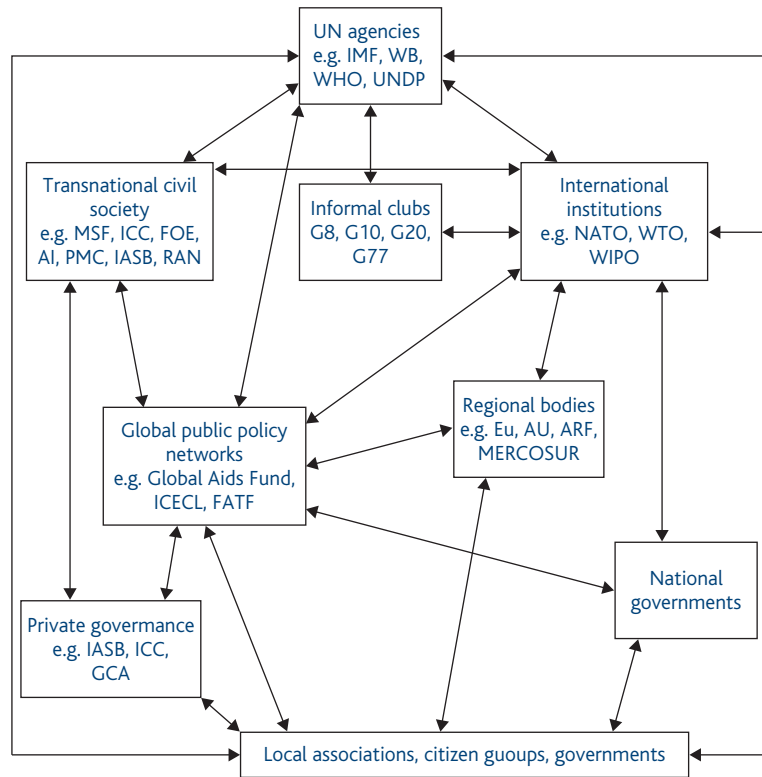 UN agencies
e.g. IMF, WB,
WHO, UNDP
Transnational civil
society
e.g. MSF, ICC, FOE,
AI, PMC, IASB, RAN
Informal clubs
G8, G10, G20,
G77
International
institutions
e.g. NATO, WTO,
WIPO
Global public policy
networks
e.g. Global Aids Fund,
ICECL, FATF
Regional bodies
e.g. Eu, AU, ARF,
MERCOSUR
National
governments
Private governance
e.g. IASB, ICC,
GCA
Local associations, citizen guoups, governments